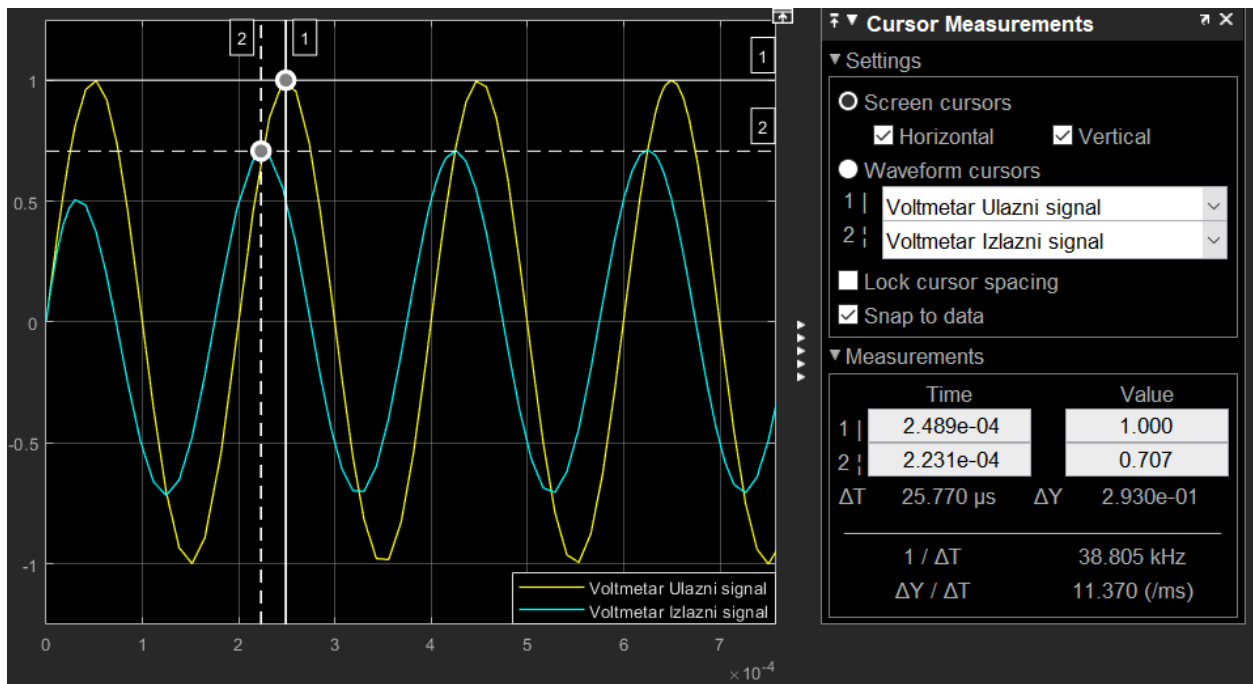 2
1
1
2
1
0.5
0
-0.5
-1
0
1
2
3
4
5
6
7
×10⁻⁴
Voltmetar Ulazni signal
Voltmetar Izlazni signal
Cursor Measurements
Settings
Screen cursors
Horizontal Vertical
Waveform cursors
1 | Voltmetar Ulazni signal
2 ¦ Voltmetar Izlazni signal
Lock cursor spacing
Snap to data
Measurements
Time Value
1 | 2.489e-04 1.000
2 ¦ 2.231e-04 0.707
ΔT 25.770 µs ΔY 2.930e-01
1 / ΔT 38.805 kHz
ΔY / ΔT 11.370 (/ms)